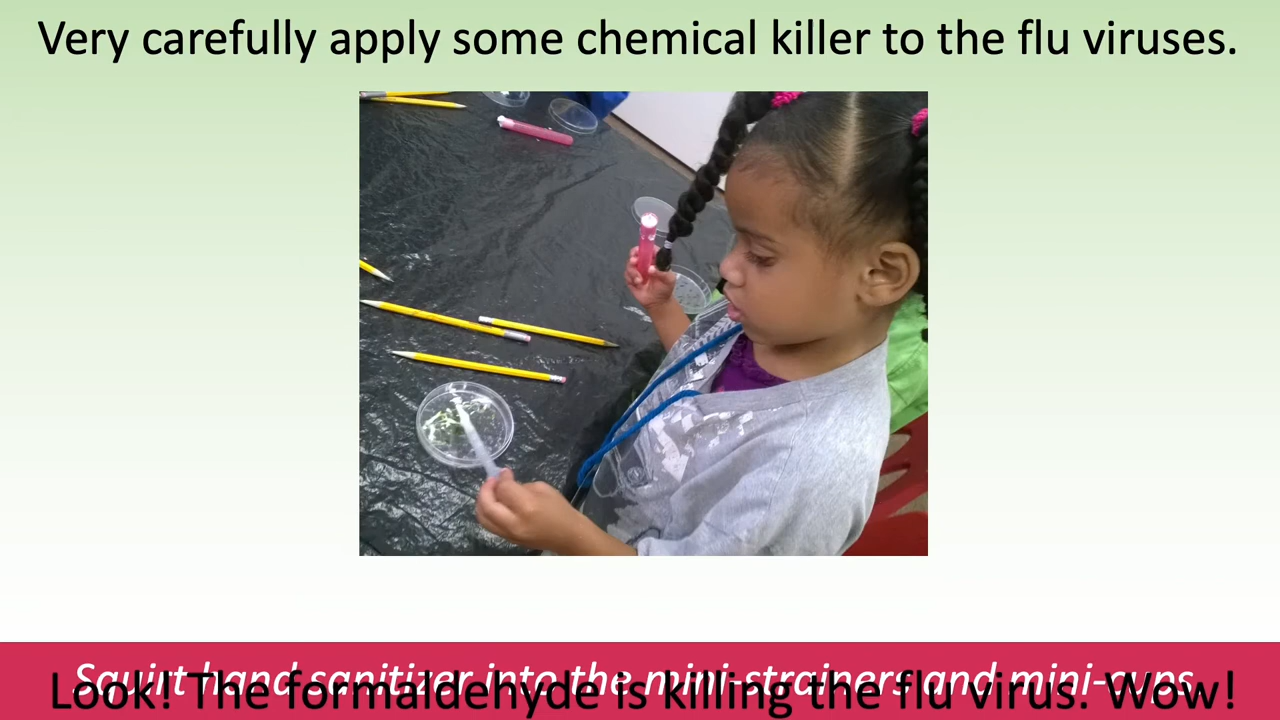 Very carefully apply some chemical killer to the flu viruses.
Squirt hand sanitizer into the mini-strainers and mini-cups.
Look! The formaldehyde is killing the flu virus. Wow!